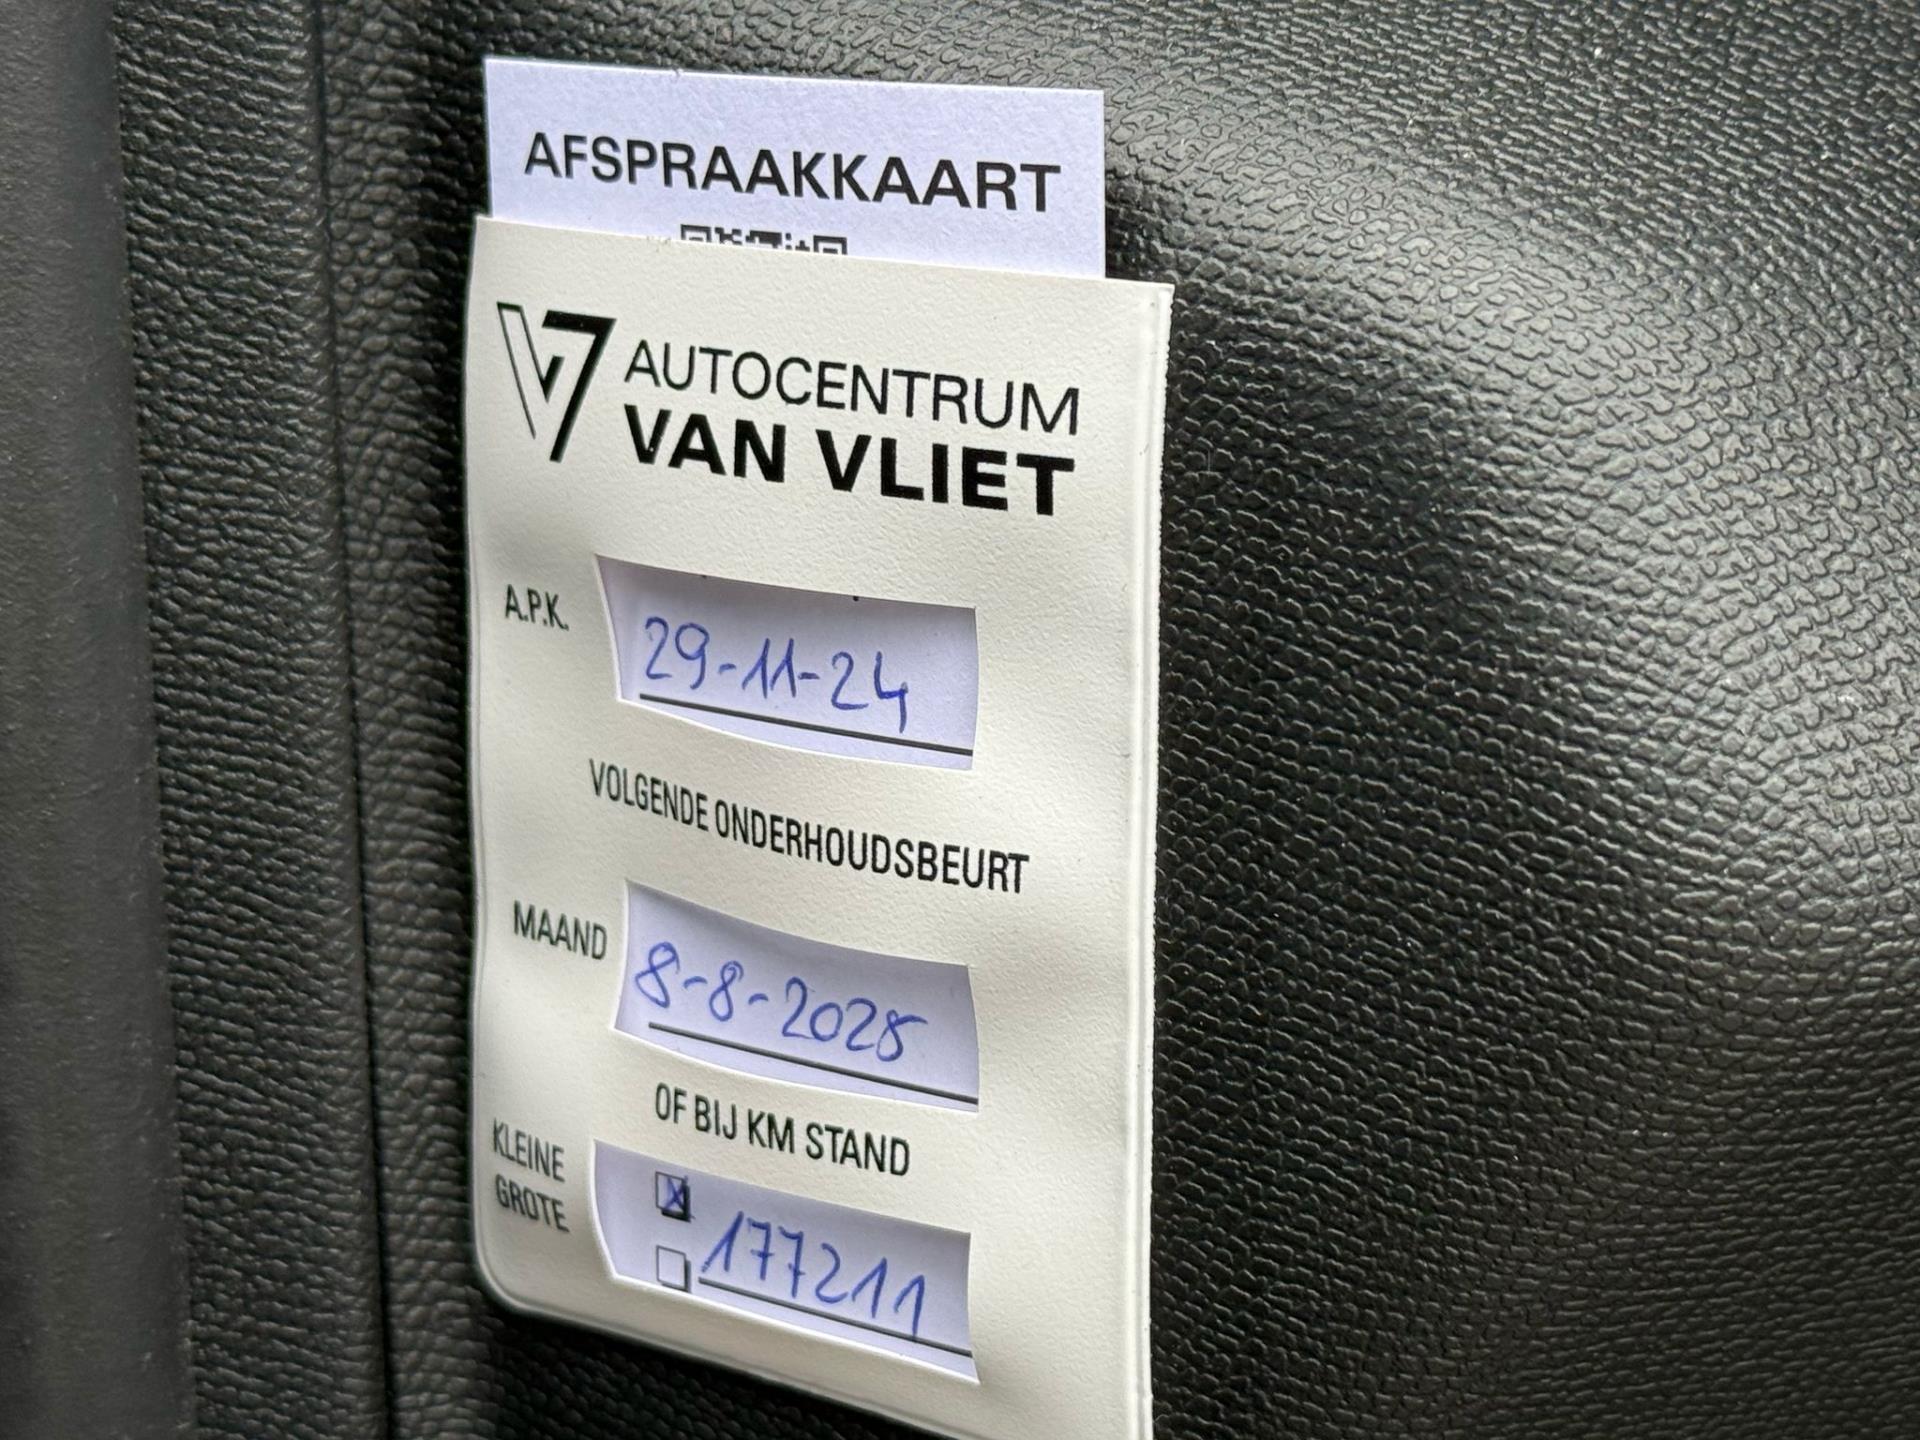 AFSPRAAKKAART
AUTOCENTRUM
VAN VLIET
A.P.K.
29-11-24
VOLGENDE ONDERHOUDSBEURT
MAAND
8-8-2025
OF BIJ KM STAND
KLEINE
GROTE
177211